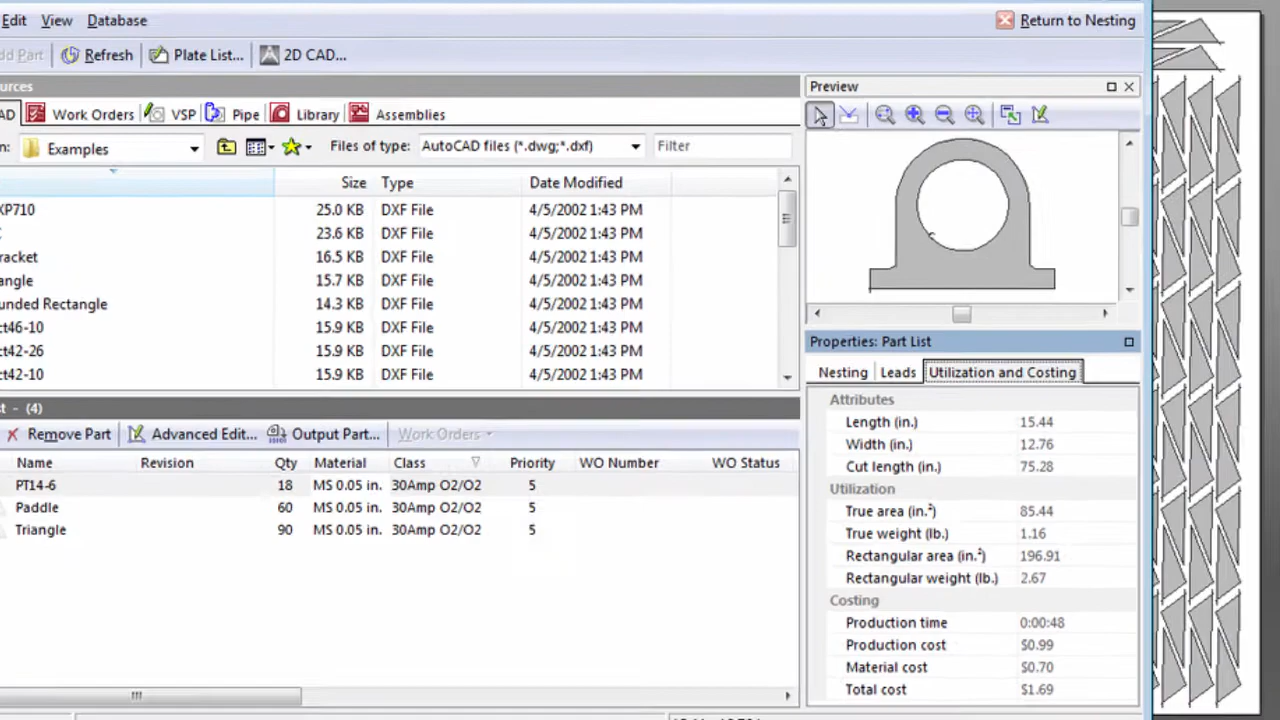 Edit View Database Return to Nesting
dd Part Refresh Plate List... 2D CAD...
ources Preview
AD Work Orders VSP Pipe Library Assemblies
n: Examples Files of type: AutoCAD files (*.dwg;*.dxf) Filter
Size Type Date Modified
XP710 25.0 KB DXF File 4/5/2002 1:43 PM
C 23.6 KB DXF File 4/5/2002 1:43 PM
racket 16.5 KB DXF File 4/5/2002 1:43 PM
angle 15.7 KB DXF File 4/5/2002 1:43 PM
unded Rectangle 14.3 KB DXF File 4/5/2002 1:43 PM
ct46-10 15.9 KB DXF File 4/5/2002 1:43 PM
ct42-26 15.9 KB DXF File 4/5/2002 1:43 PM
ct42-10 15.9 KB DXF File 4/5/2002 1:43 PM
st - (4)
Remove Part Advanced Edit... Output Part... Work Orders
Name Revision Qty Material Class Priority WO Number WO Status
PT14-6 18 MS 0.05 in. 30Amp O2/O2 5
Paddle 60 MS 0.05 in. 30Amp O2/O2 5
Triangle 90 MS 0.05 in. 30Amp O2/O2 5
Properties: Part List
Nesting Leads Utilization and Costing
Attributes
Length (in.) 15.44
Width (in.) 12.76
Cut length (in.) 75.28
Utilization
True area (in.²) 85.44
True weight (lb.) 1.16
Rectangular area (in.²) 196.91
Rectangular weight (lb.) 2.67
Costing
Production time 0:00:48
Production cost $0.99
Material cost $0.70
Total cost $1.69